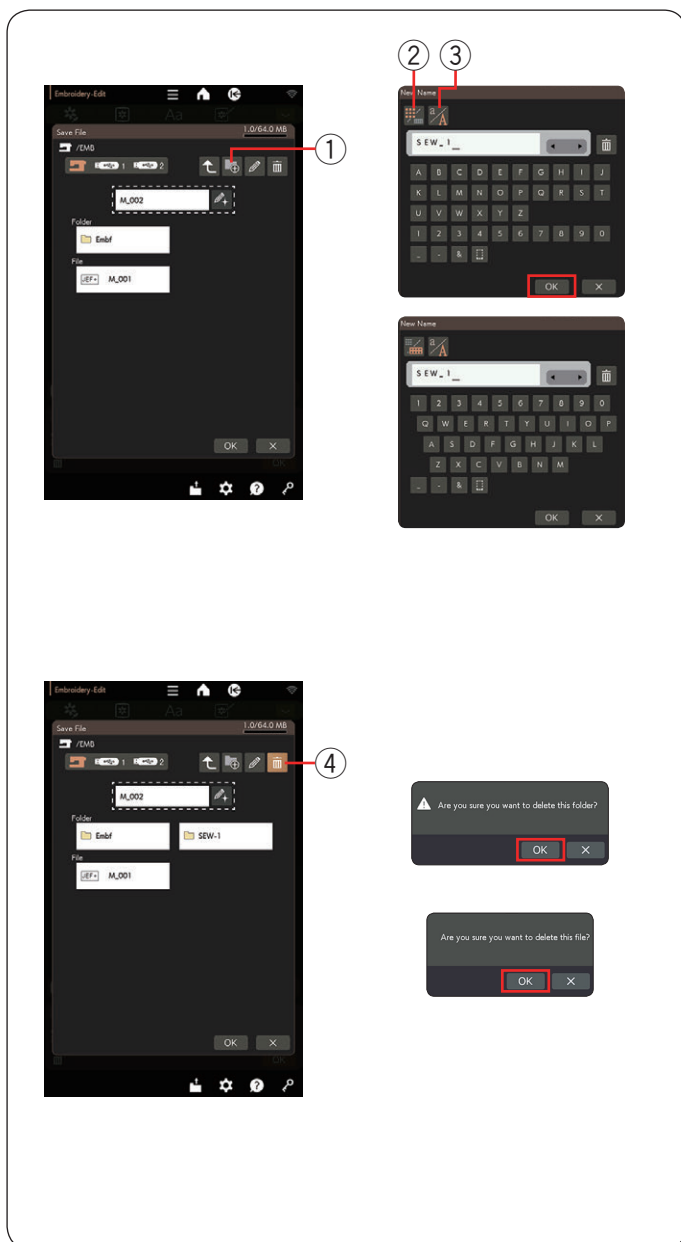 ② ③
Embroidery-Edit
Aa
Save File 1.0/64.0 MB
/EMB
1 2
①
M_002
Folder
Embf
File
JEF+ M_001
OK X
OK
New Name
a/A
SEW_1_
A B C D E F G H I J
K L M N O P Q R S T
U V W X Y Z
1 2 3 4 5 6 7 8 9 0
_ - & [ ]
OK X
New Name
a/A
SEW_1_
1 2 3 4 5 6 7 8 9 0
Q W E R T Y U I O P
A S D F G H J K L
Z X C V B N M
_ - & [ ]
OK X
Embroidery-Edit
Aa
Save File 1.0/64.0 MB
/EMB
1 2
④
M_002
Folder
Embf SEW-1
File
JEF+ M_001
OK X
OK
Are you sure you want to delete this folder?
OK X
Are you sure you want to delete this file?
OK X